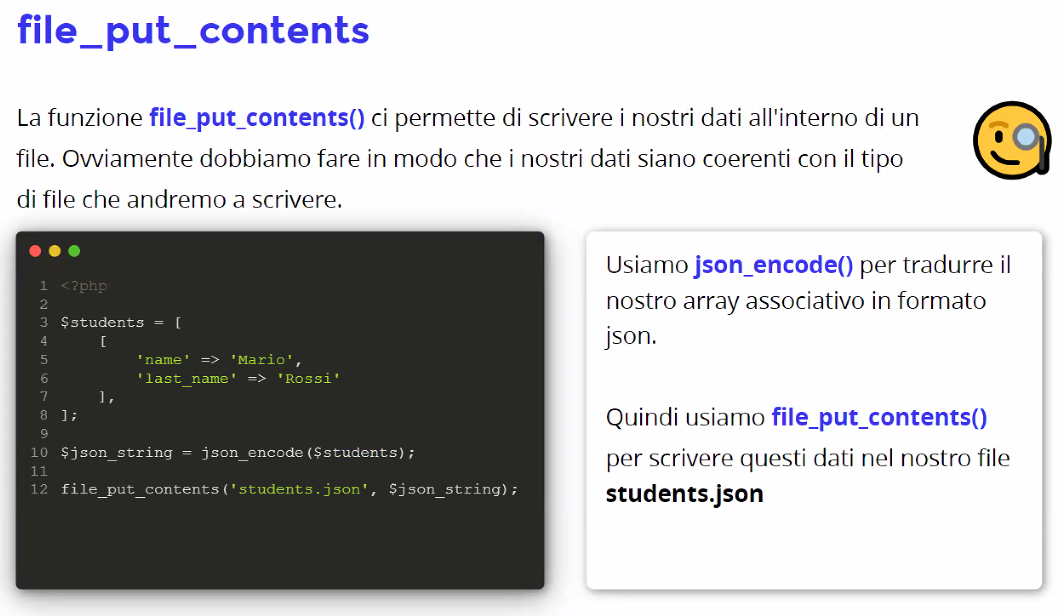 file_put_contents
La funzione file_put_contents() ci permette di scrivere i nostri dati all'interno di un
file. Ovviamente dobbiamo fare in modo che i nostri dati siano coerenti con il tipo
di file che andremo a scrivere.
1 <?php
2
3 $students = [
4     [
5         'name' => 'Mario',
6         'last_name' => 'Rossi'
7     ],
8 ];
9
10 $json_string = json_encode($students);
11
12 file_put_contents('students.json', $json_string);
Usiamo json_encode() per tradurre il
nostro array associativo in formato
json.
Quindi usiamo file_put_contents()
per scrivere questi dati nel nostro file
students.json